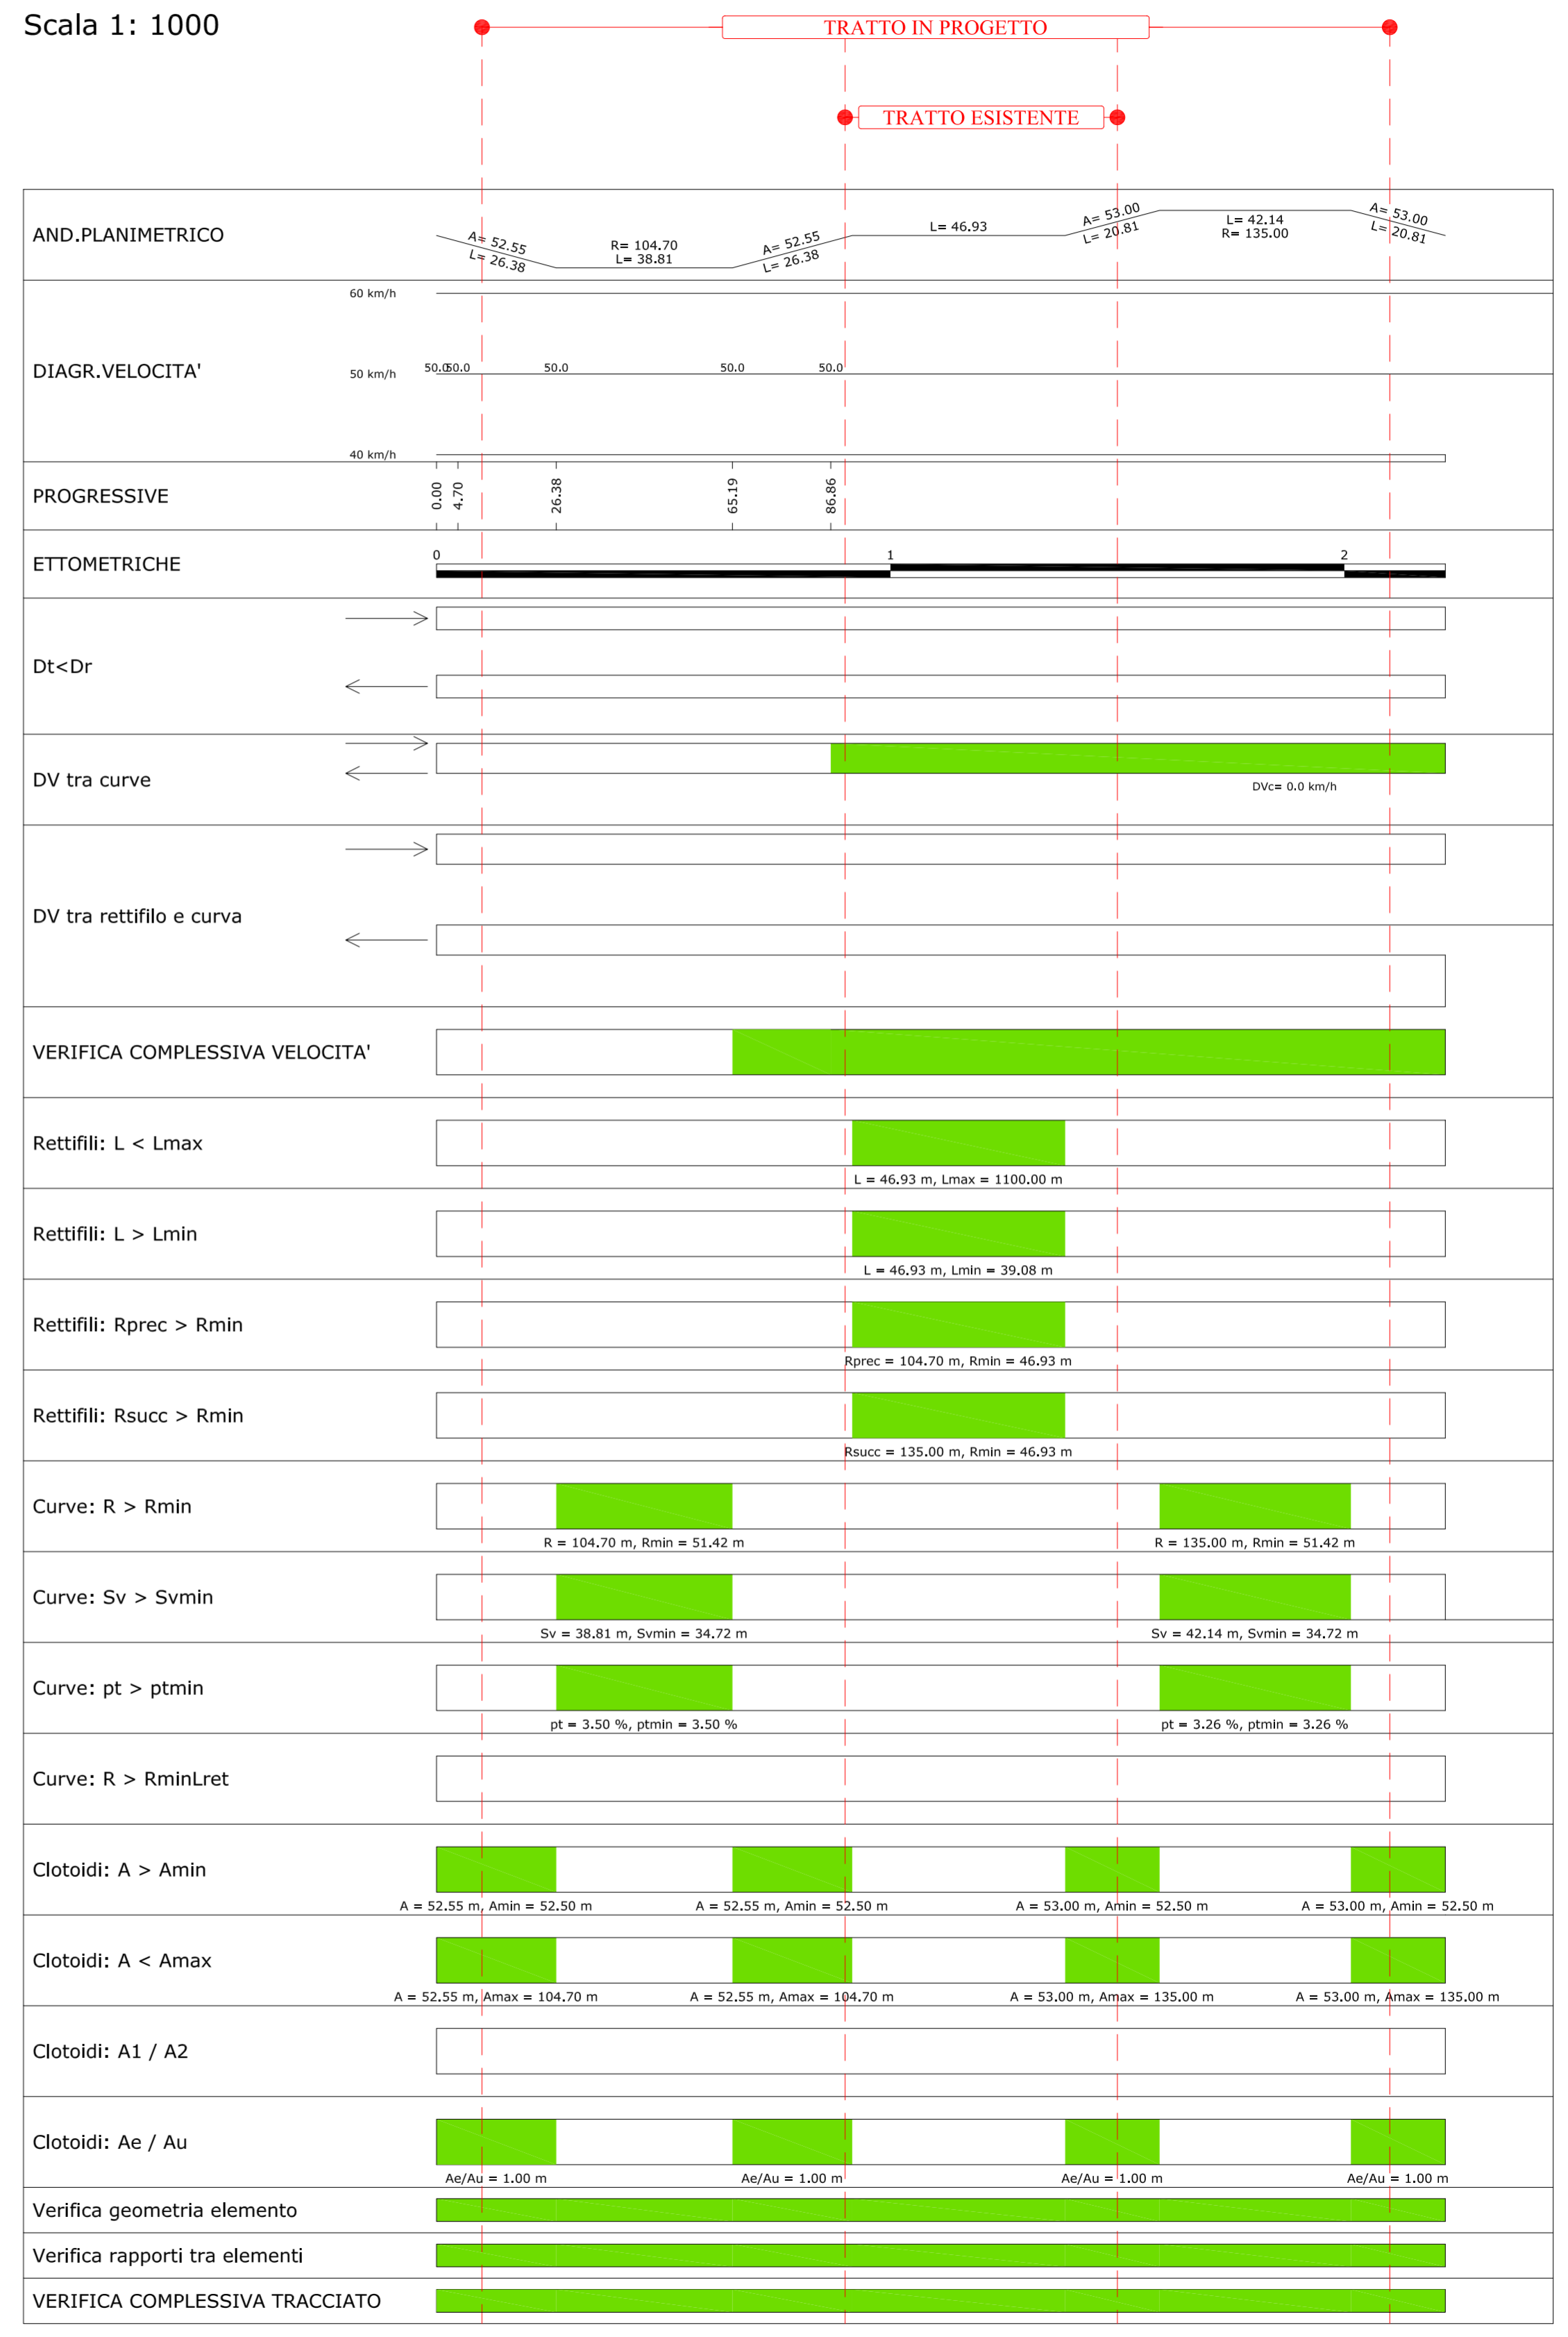 Scala 1: 1000
TRATTO IN PROGETTO
TRATTO ESISTENTE
AND.PLANIMETRICO
A= 52.55
L= 26.38
R= 104.70
L= 38.81
A= 52.55
L= 26.38
L= 46.93
A= 53.00
L= 20.81
L= 42.14
R= 135.00
A= 53.00
L= 20.81
DIAGR.VELOCITA'
60 km/h
50 km/h
40 km/h
50.0
50.0
50.0
50.0
50.0
PROGRESSIVE
0.00
4.70
26.38
65.19
86.86
ETTOMETRICHE
0
1
2
Dt<Dr
DV tra curve
DVc= 0.0 km/h
DV tra rettifilo e curva
VERIFICA COMPLESSIVA VELOCITA'
Rettifili: L < Lmax
L = 46.93 m, Lmax = 1100.00 m
Rettifili: L > Lmin
L = 46.93 m, Lmin = 39.08 m
Rettifili: Rprec > Rmin
Rprec = 104.70 m, Rmin = 46.93 m
Rettifili: Rsucc > Rmin
Rsucc = 135.00 m, Rmin = 46.93 m
Curve: R > Rmin
R = 104.70 m, Rmin = 51.42 m
R = 135.00 m, Rmin = 51.42 m
Curve: Sv > Svmin
Sv = 38.81 m, Svmin = 34.72 m
Sv = 42.14 m, Svmin = 34.72 m
Curve: pt > ptmin
pt = 3.50 %, ptmin = 3.50 %
pt = 3.26 %, ptmin = 3.26 %
Curve: R > RminLret
Clotoidi: A > Amin
A = 52.55 m, Amin = 52.50 m
A = 52.55 m, Amin = 52.50 m
A = 53.00 m, Amin = 52.50 m
A = 53.00 m, Amin = 52.50 m
Clotoidi: A < Amax
A = 52.55 m, Amax = 104.70 m
A = 52.55 m, Amax = 104.70 m
A = 53.00 m, Amax = 135.00 m
A = 53.00 m, Amax = 135.00 m
Clotoidi: A1 / A2
Clotoidi: Ae / Au
Ae/Au = 1.00 m
Ae/Au = 1.00 m
Ae/Au = 1.00 m
Ae/Au = 1.00 m
Verifica geometria elemento
Verifica rapporti tra elementi
VERIFICA COMPLESSIVA TRACCIATO